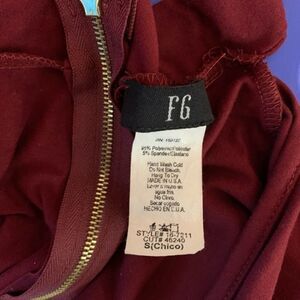 FG
95% Polyester/Poliester
5% Spandex/Elastano
Hand Wash Cold
Do Not Bleach,
Hang To Dry
MADE IN U.S.A.
Lavar a mano en
agua fria.
No Cloro,
Secar colgado
HECHO EN E.U.A.
STYLE# 16-7211
CUT# 46240
S(Chico)